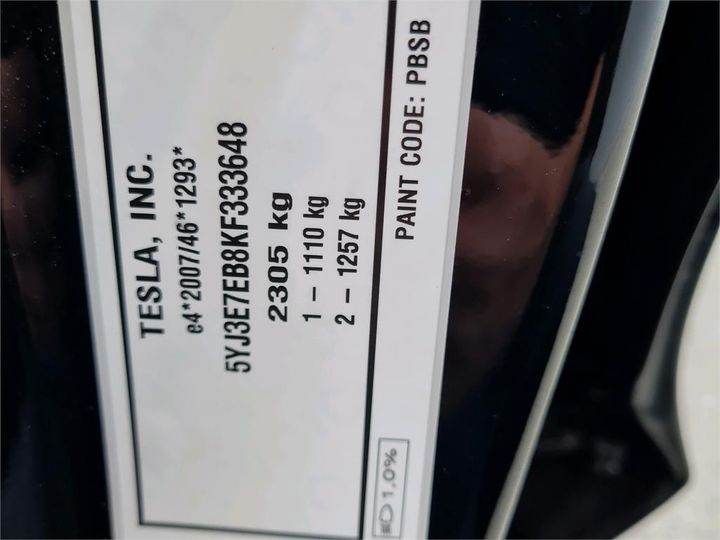 TESLA, INC.
e4*2007/46*1293*
5YJ3E7EB8KF333648
2305 kg
1 – 1110 kg
2 – 1257 kg
PAINT CODE: PBSB
1.0%